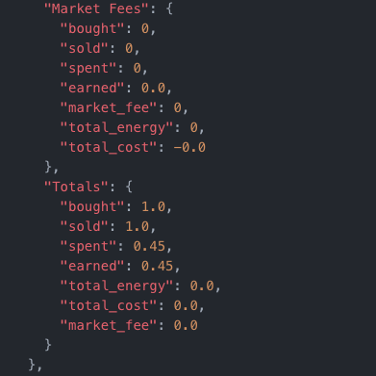 "Market Fees": {
"bought": 0,
"sold": 0,
"spent": 0,
"earned": 0.0,
"market_fee": 0,
"total_energy": 0,
"total_cost": -0.0
},
"Totals": {
"bought": 1.0,
"sold": 1.0,
"spent": 0.45,
"earned": 0.45,
"total_energy": 0.0,
"total_cost": 0.0,
"market_fee": 0.0
}
},